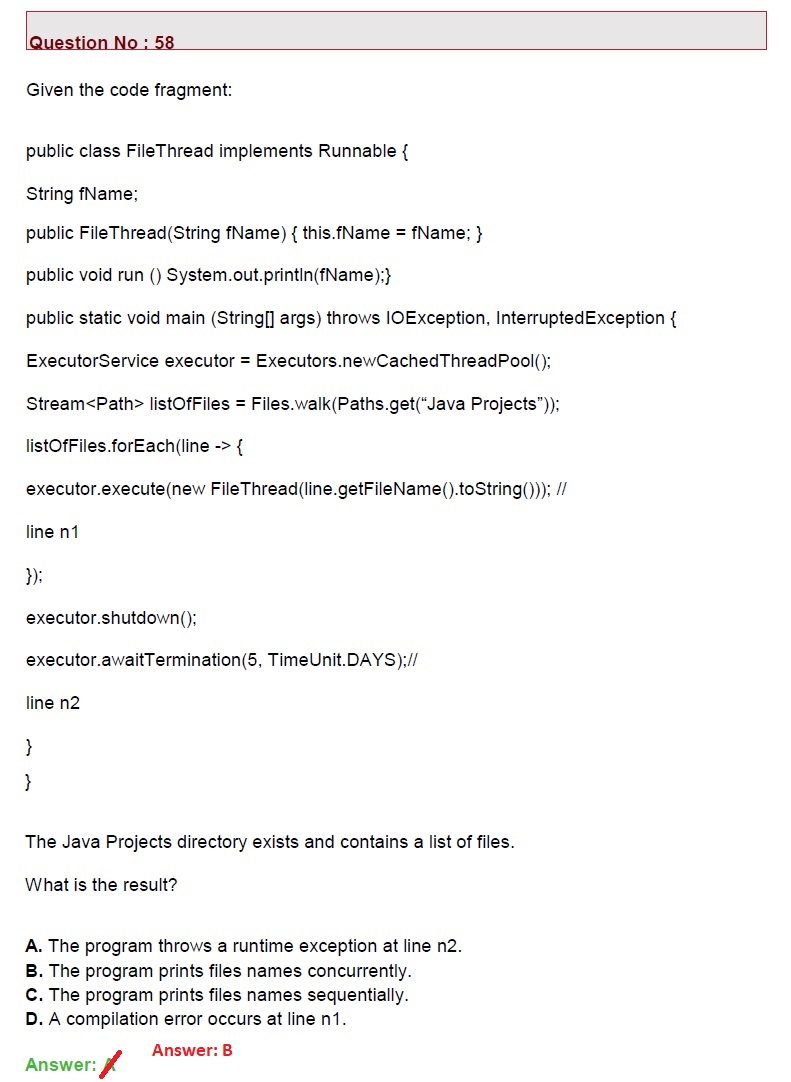 Question No : 58
Given the code fragment:
public class FileThread implements Runnable {
String fName;
public FileThread(String fName) { this.fName = fName; }
public void run () System.out.println(fName);}
public static void main (String[] args) throws IOException, InterruptedException {
ExecutorService executor = Executors.newCachedThreadPool();
Stream<Path> listOfFiles = Files.walk(Paths.get(“Java Projects”));
listOfFiles.forEach(line -> {
executor.execute(new FileThread(line.getFileName().toString())); //
line n1
});
executor.shutdown();
executor.awaitTermination(5, TimeUnit.DAYS);//
line n2
}
}
The Java Projects directory exists and contains a list of files.
What is the result?
A. The program throws a runtime exception at line n2.
B. The program prints files names concurrently.
C. The program prints files names sequentially.
D. A compilation error occurs at line n1.
Answer: B
Answer: A